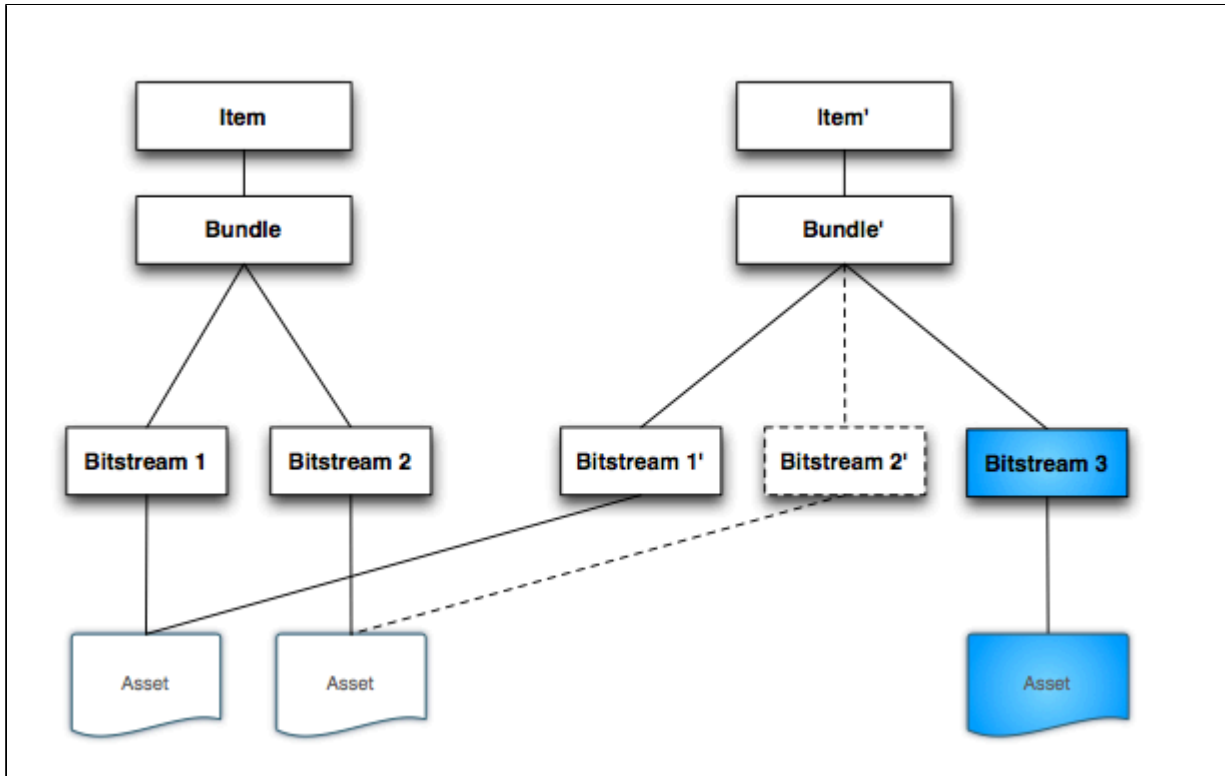 Item
Item'
Bundle
Bundle'
Bitstream 1
Bitstream 2
Bitstream 1'
Bitstream 2'
Bitstream 3
Asset
Asset
Asset